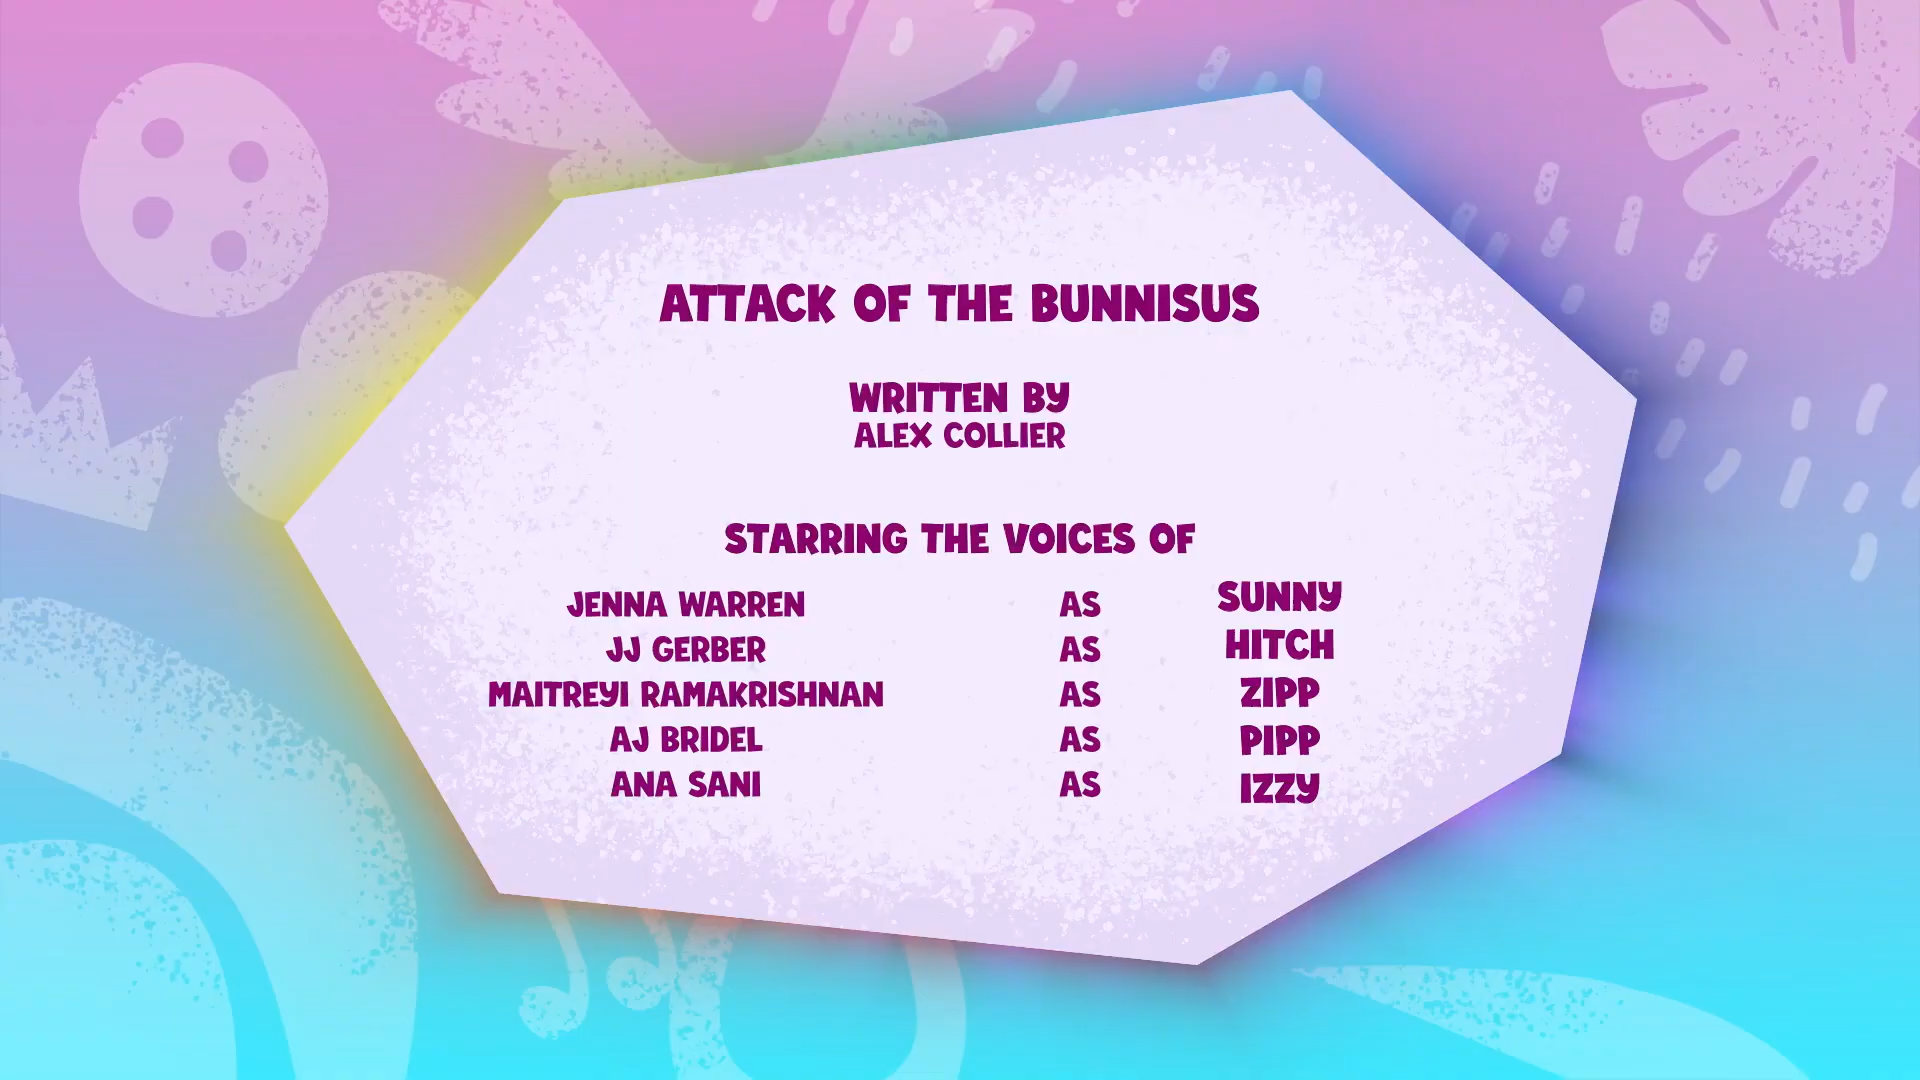 ATTACK OF THE BUNNISUS
WRITTEN BY
ALEX COLLIER
STARRING THE VOICES OF
JENNA WARREN AS SUNNY
JJ GERBER AS HITCH
MAITREYI RAMAKRISHNAN AS ZIPP
AJ BRIDEL AS PIPP
ANA SANI AS IZZY